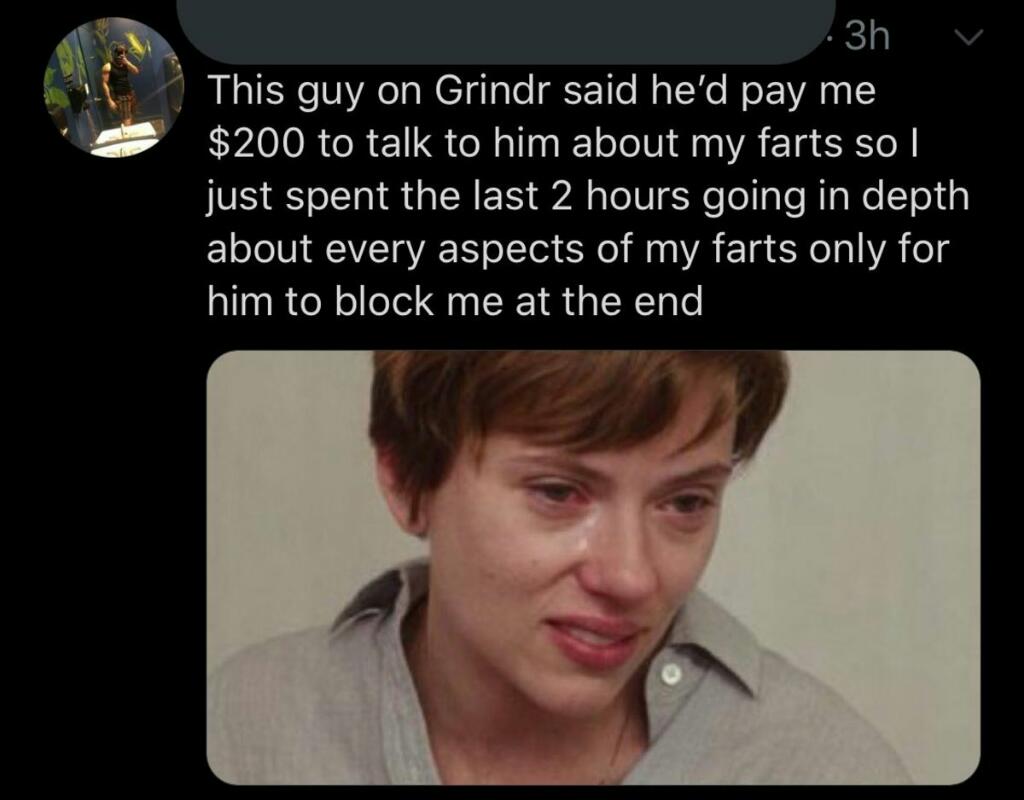 · 3h
This guy on Grindr said he’d pay me
$200 to talk to him about my farts so I
just spent the last 2 hours going in depth
about every aspects of my farts only for
him to block me at the end